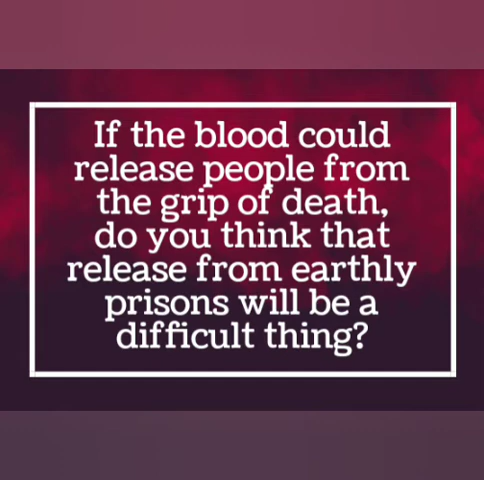 If the blood could
release people from
the grip of death,
do you think that
release from earthly
prisons will be a
difficult thing?